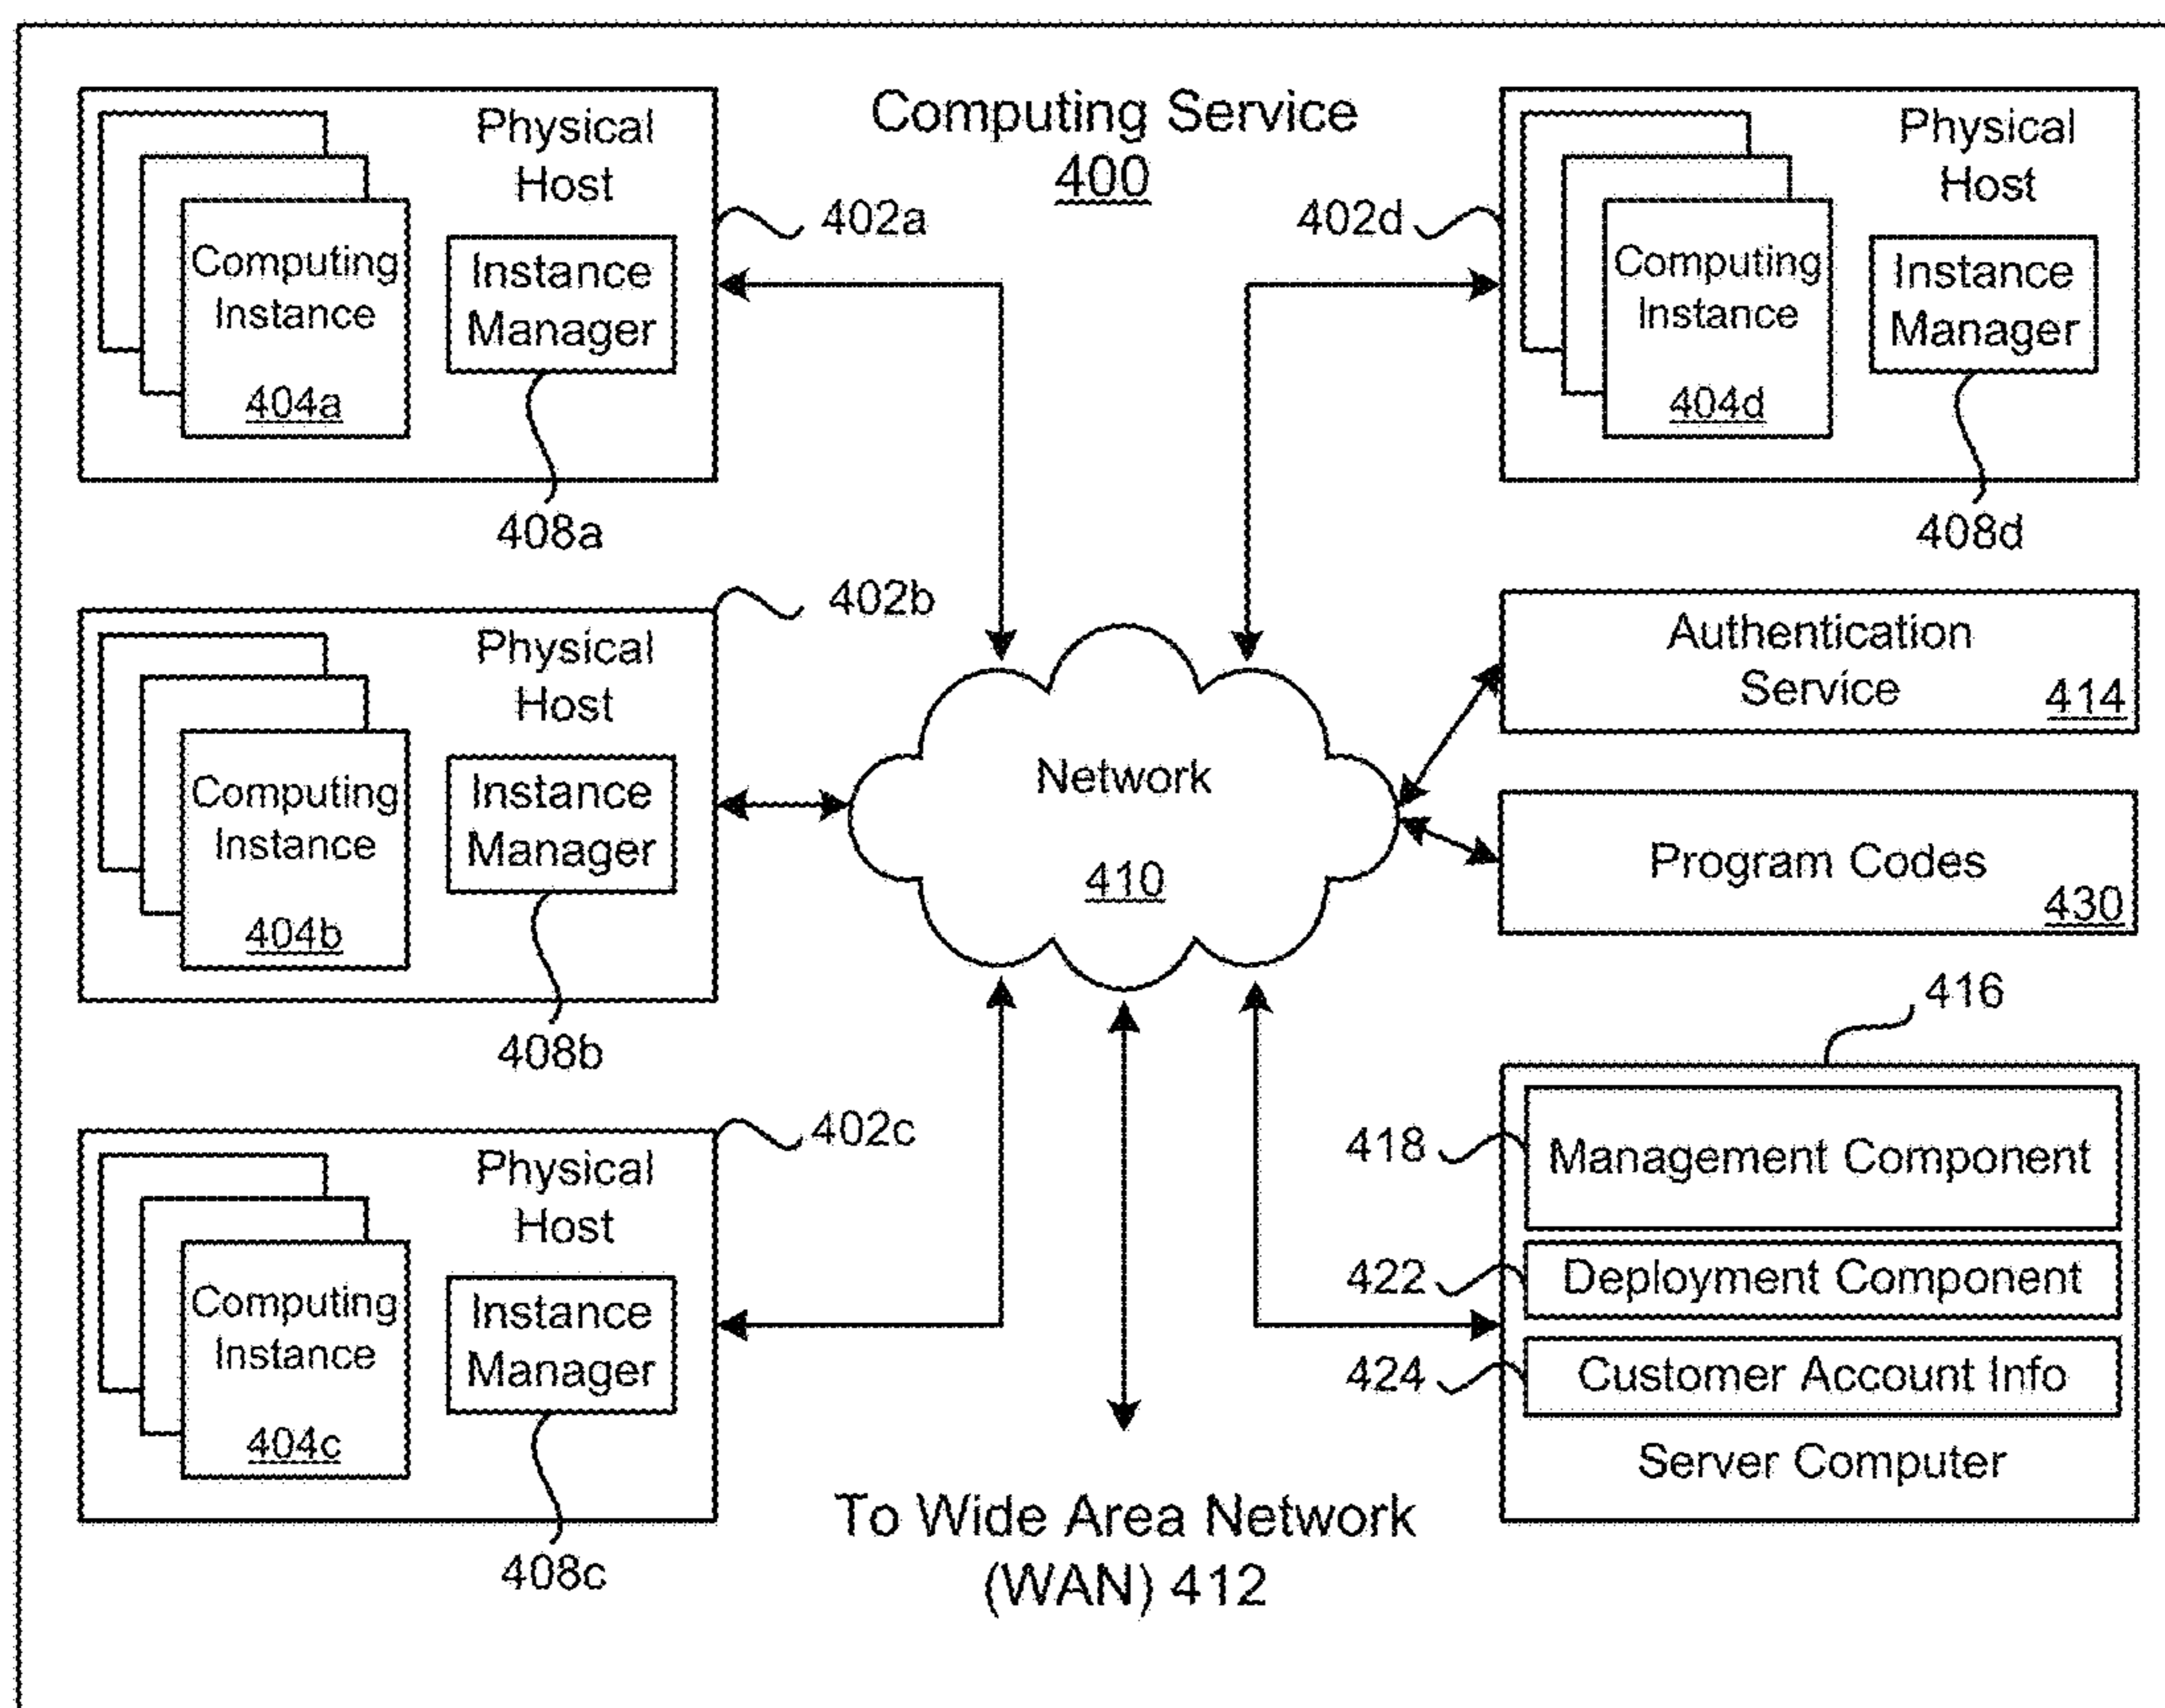 Computing Service
400
Physical
Host
402a
Computing
Instance
404a
Instance
Manager
408a
Physical
Host
402d
Computing
Instance
404d
Instance
Manager
408d
Physical
Host
402b
Computing
Instance
404b
Instance
Manager
408b
Network
410
Authentication
Service
414
Program Codes
430
Physical
Host
402c
Computing
Instance
404c
Instance
Manager
408c
416
418
Management Component
422
Deployment Component
424
Customer Account Info
Server Computer
To Wide Area Network
(WAN) 412